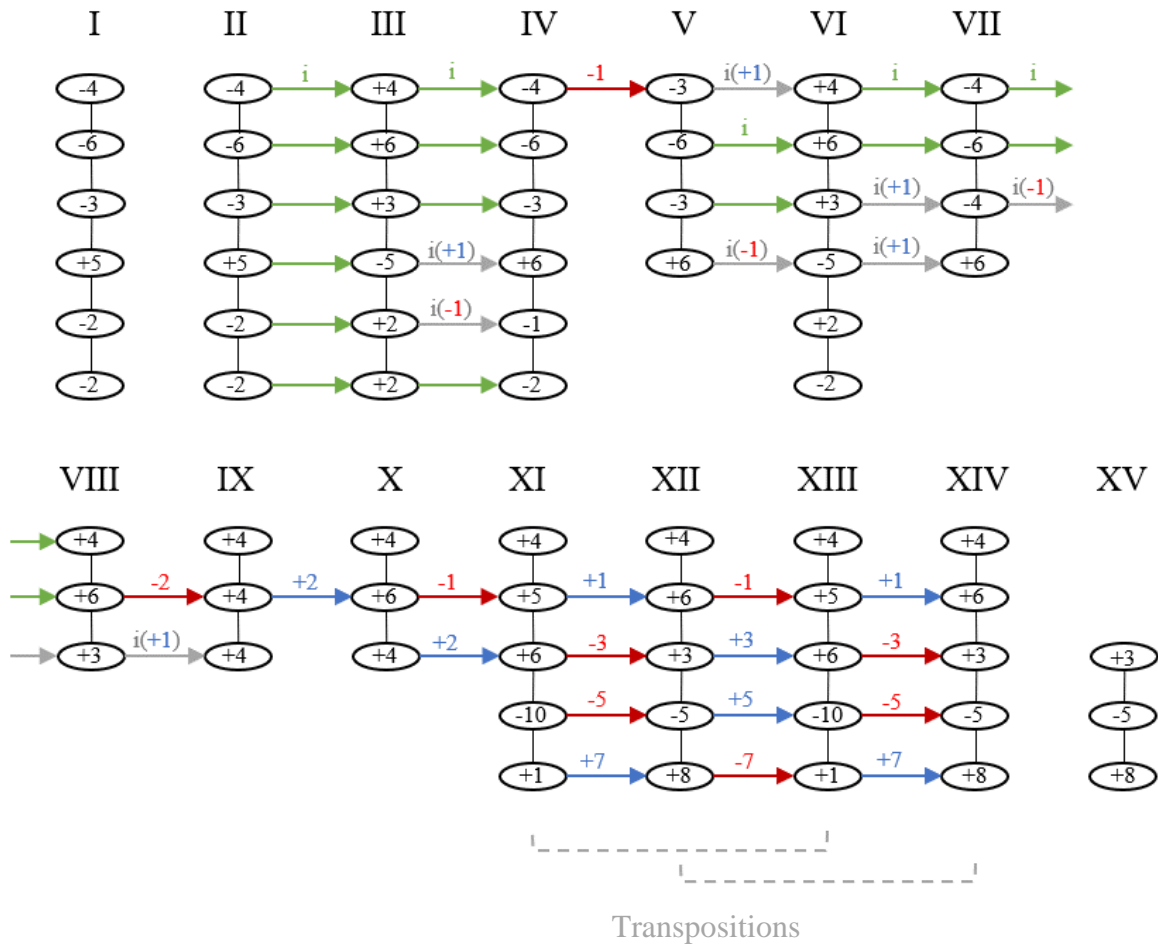 I II III IV V VI VII
i i -1 i(+1) i i
-4 -4 +4 -4 -3 +4 -4
i
-6 -6 +6 -6 -6 +6 -6
i(+1) i(-1)
-3 -3 +3 -3 -3 +3 -4
i(+1) i(-1) i(+1)
+5 +5 -5 +6 +6 -5 +6
i(-1)
-2 -2 +2 -1 +2
-2 -2 +2 -2 -2
VIII IX X XI XII XIII XIV XV
+4 +4 +4 +4 +4 +4 +4
-2 +2 -1 +1 -1 +1
+6 +4 +6 +5 +6 +5 +6
i(+1) +2 -3 +3 -3
+3 +4 +4 +6 +3 +6 +3 +3
-5 +5 -5
-10 -5 -10 -5 -5
+7 -7 +7
+1 +8 +1 +8 +8
Transpositions